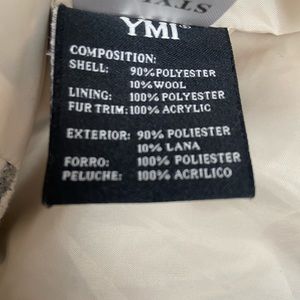 STYL
YMI
COMPOSITION:
SHELL: 90% POLYESTER
10% WOOL
LINING: 100% POLYESTER
FUR TRIM: 100% ACRYLIC
EXTERIOR: 90% POLIESTER
10% LANA
FORRO: 100% POLIESTER
PELUCHE: 100% ACRILICO